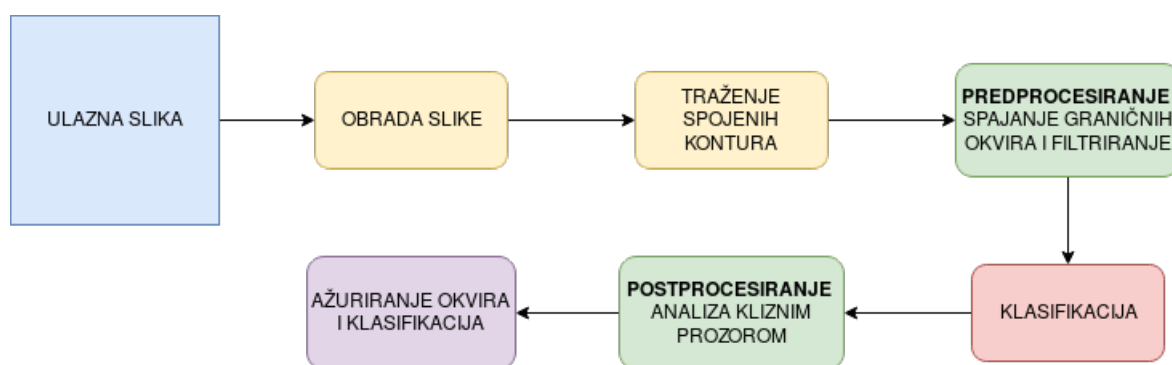 ULAZNA SLIKA
OBRADA SLIKE
TRAŽENJE
SPOJENIH
KONTURA
PREDPROCESIRANJE
SPAJANJE GRANIČNIH
OKVIRA I FILTRIRANJE
KLASIFIKACIJA
POSTPROCESIRANJE
ANALIZA KLIZNIM
PROZOROM
AŽURIRANJE OKVIRA
I KLASIFIKACIJA